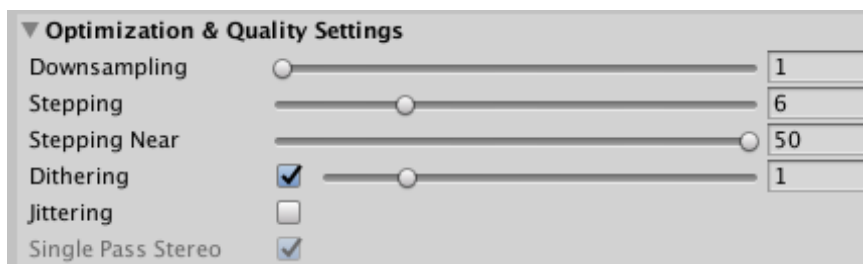 Optimization & Quality Settings
Downsampling 1
Stepping 6
Stepping Near 50
Dithering 1
Jittering
Single Pass Stereo